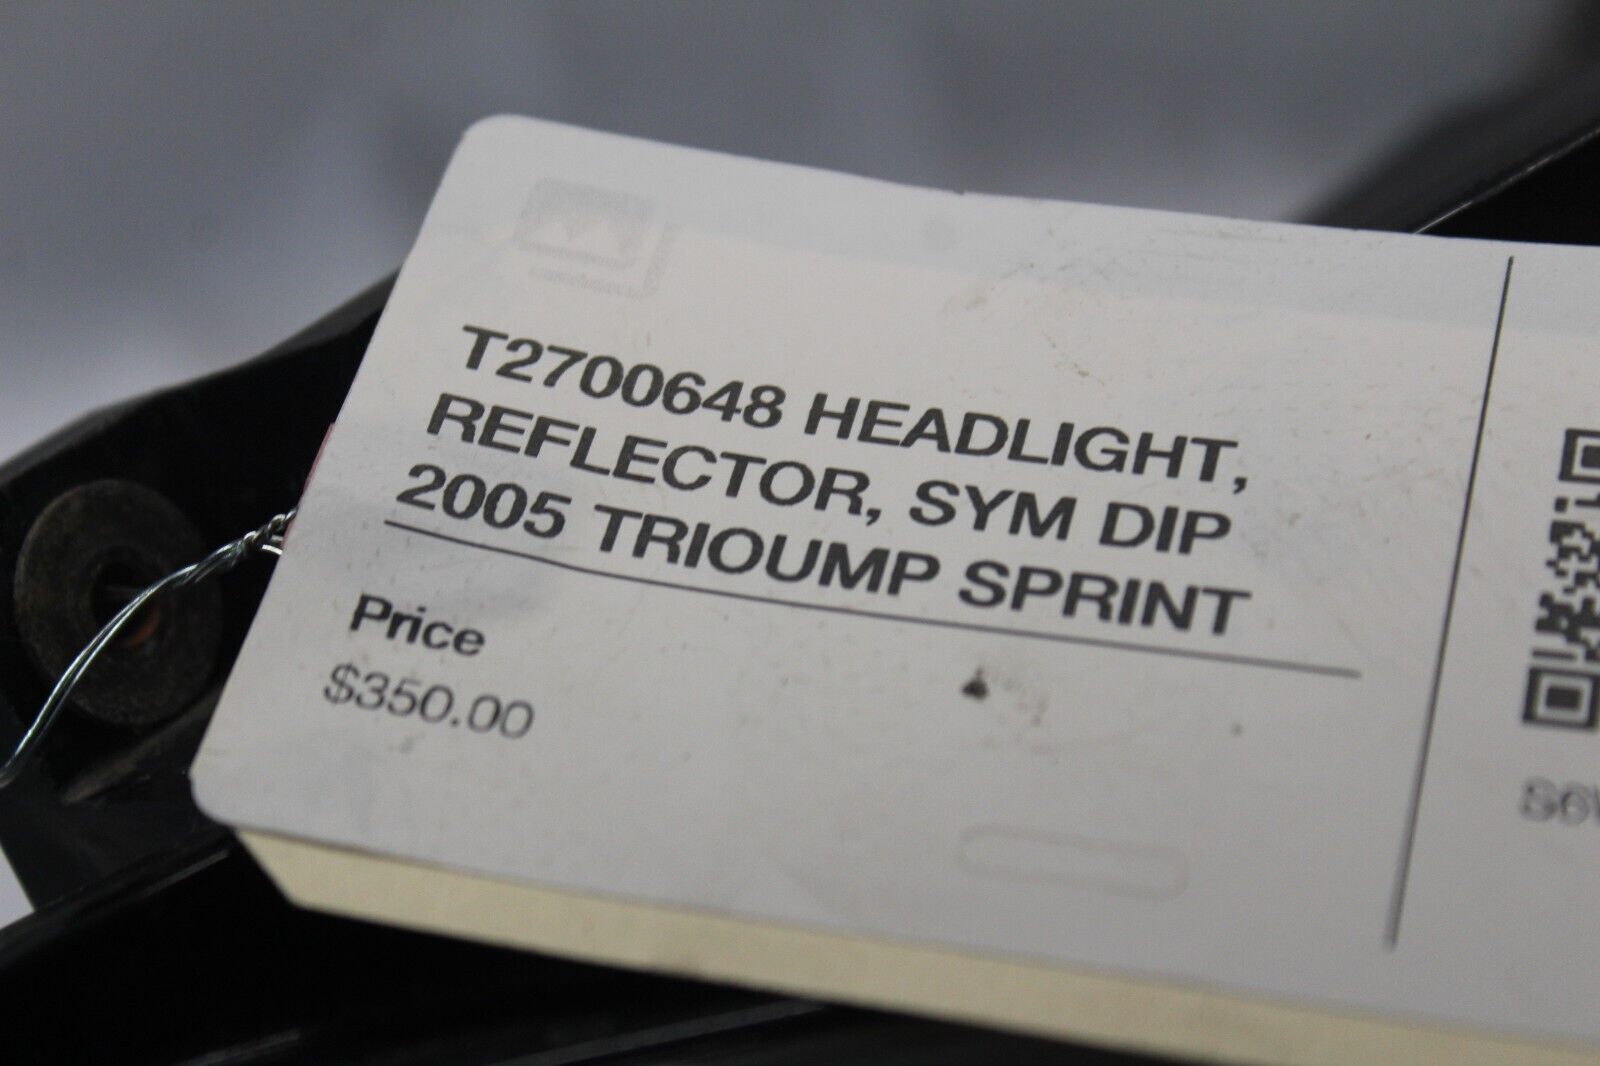 T2700648 HEADLIGHT,
REFLECTOR, SYM DIP
2005 TRIOUMP SPRINT
Price
$350.00